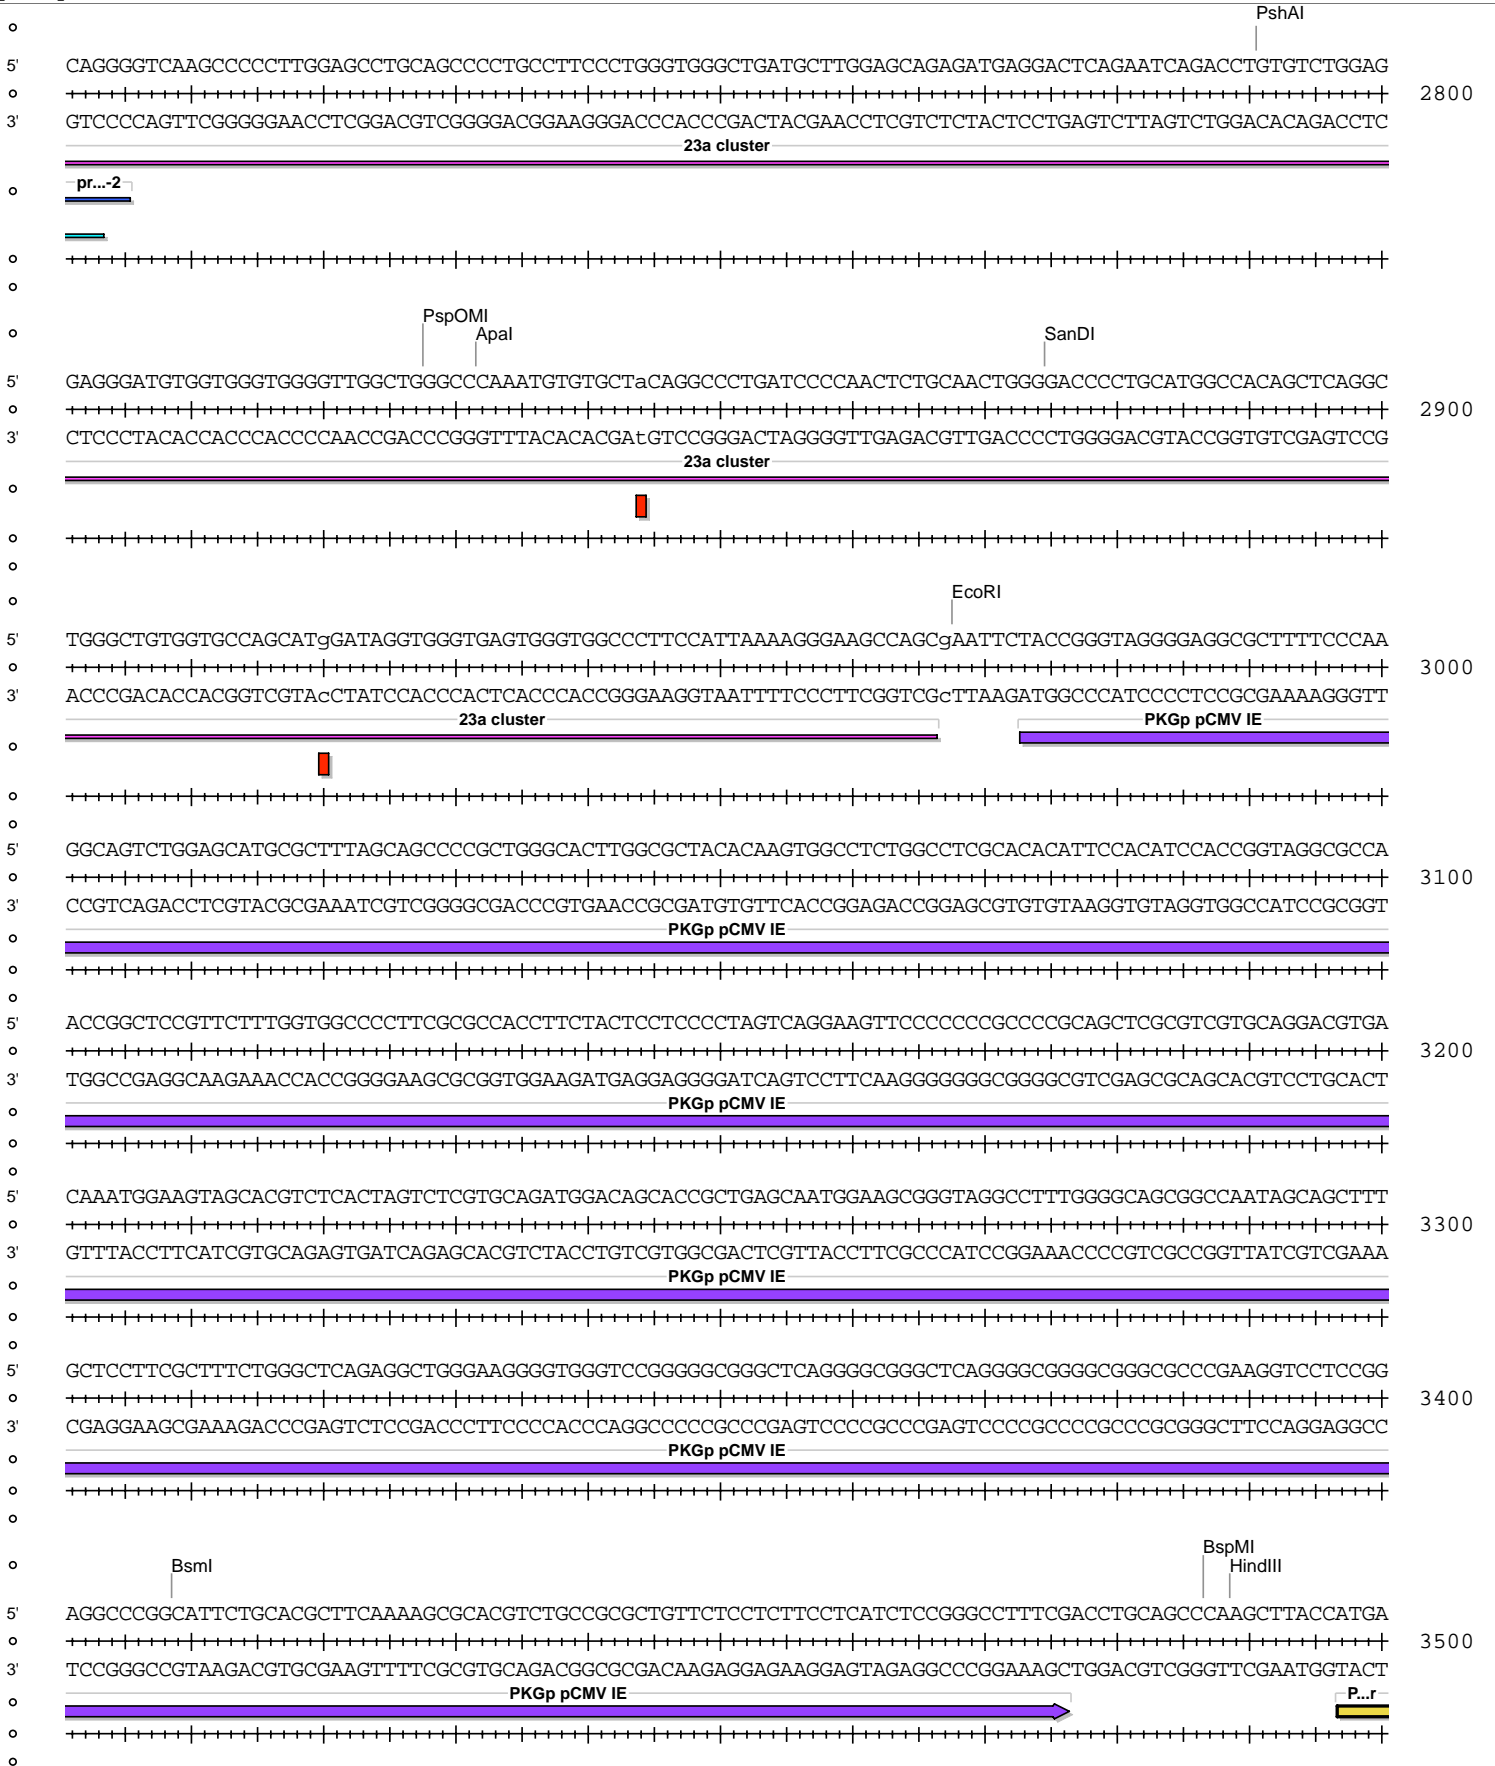 PshAI
5' CAGGGGTCAAGCCCCCTTGGAGCCTGCAGCCCCTGCCTTCCCTGGGTGGGCTGATGCTTGGAGCAGAGATGAGGACTCAGAATCAGACCTGTGTCTGGAG
2800
3' GTCCCCAGTTCGGGGGAACCTCGGACGTCGGGGACGGAAGGGACCCACCCGACTACGAACCTCGTCTCTACTCCTGAGTCTTAGTCTGGACACAGACCTC
23a cluster
pr...-2
PspOMI
ApaI
SanDI
5' GAGGGATGTGGTGGGTGGGGTTGGCTGGGCCCAAATGTGTGCTaCAGGCCCTGATCCCCAACTCTGCAACTGGGGACCCCTGCATGGCCACAGCTCAGGC
2900
3' CTCCCTACACCACCCACCCCAACCGACCCGGGTTTACACACGAtGTCCGGGACTAGGGGTTGAGACGTTGACCCCTGGGGACGTACCGGTGTCGAGTCCG
23a cluster
EcoRI
5' TGGGCTGTGGTGCCAGCATgGATAGGTGGGTGAGTGGGTGGCCCTTCCATTAAAAGGGAAGCCAGCgAATTCTACCGGGTAGGGGAGGCGCTTTTCCCAA
3000
3' ACCCGACACCACGGTCGTAcCTATCCACCCACTCACCCACCGGGAAGGTAATTTTCCCTTCGGTCGcTTAAGATGGCCCATCCCCTCCGCGAAAAGGGTT
23a cluster
PKGp pCMV IE
5' GGCAGTCTGGAGCATGCGCTTTAGCAGCCCCGCTGGGCACTTGGCGCTACACAAGTGGCCTCTGGCCTCGCACACATTCCACATCCACCGGTAGGCGCCA
3100
3' CCGTCAGACCTCGTACGCGAAATCGTCGGGGCGACCCGTGAACCGCGATGTGTTCACCGGAGACCGGAGCGTGTGTAAGGTGTAGGTGGCCATCCGCGGT
PKGp pCMV IE
5' ACCGGCTCCGTTCTTTGGTGGCCCCTTCGCGCCACCTTCTACTCCTCCCCTAGTCAGGAAGTTCCCCCCCGCCCCGCAGCTCGCGTCGTGCAGGACGTGA
3200
3' TGGCCGAGGCAAGAAACCACCGGGGAAGCGCGGTGGAAGATGAGGAGGGGATCAGTCCTTCAAGGGGGGGCGGGGCGTCGAGCGCAGCACGTCCTGCACT
PKGp pCMV IE
5' CAAATGGAAGTAGCACGTCTCACTAGTCTCGTGCAGATGGACAGCACCGCTGAGCAATGGAAGCGGGTAGGCCTTTGGGGCAGCGGCCAATAGCAGCTTT
3300
3' GTTTACCTTCATCGTGCAGAGTGATCAGAGCACGTCTACCTGTCGTGGCGACTCGTTACCTTCGCCCATCCGGAAACCCCGTCGCCGGTTATCGTCGAAA
PKGp pCMV IE
5' GCTCCTTCGCTTTCTGGGCTCAGAGGCTGGGAAGGGGTGGGTCCGGGGGCGGGCTCAGGGGCGGGCTCAGGGGCGGGGCGGGCGCCCGAAGGTCCTCCGG
3400
3' CGAGGAAGCGAAAGACCCGAGTCTCCGACCCTTCCCCACCCAGGCCCCCGCCCGAGTCCCCGCCCGAGTCCCCGCCCCGCCCGCGGGCTTCCAGGAGGCC
PKGp pCMV IE
BsmI
BspMI
HindIII
5' AGGCCCGGCATTCTGCACGCTTCAAAAGCGCACGTCTGCCGCGCTGTTCTCCTCTTCCTCATCTCCGGGCCTTTCGACCTGCAGCCCAAGCTTACCATGA
3500
3' TCCGGGCCGTAAGACGTGCGAAGTTTTCGCGTGCAGACGGCGCGACAAGAGGAGAAGGAGTAGAGGCCCGGAAAGCTGGACGTCGGGTTCGAATGGTACT
PKGp pCMV IE
P...r